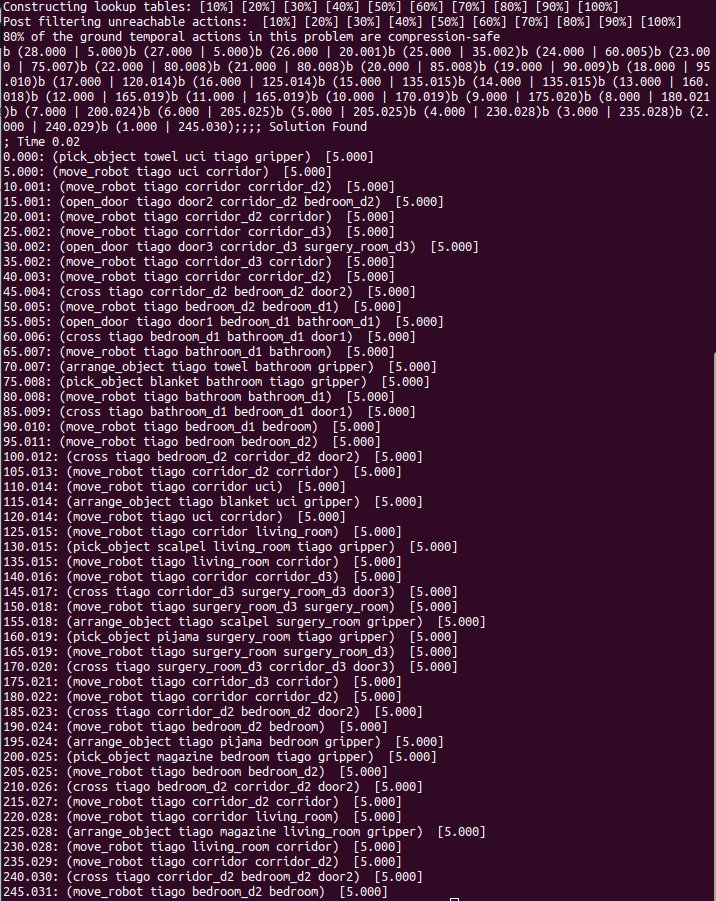 Constructing lookup tables: [10%] [20%] [30%] [40%] [50%] [60%] [70%] [80%] [90%] [100%]
Post filtering unreachable actions:  [10%] [20%] [30%] [40%] [50%] [60%] [70%] [80%] [90%] [100%]
80% of the ground temporal actions in this problem are compression-safe
b (28.000 | 5.000)b (27.000 | 5.000)b (26.000 | 20.001)b (25.000 | 35.002)b (24.000 | 60.005)b (23.00
0 | 75.007)b (22.000 | 80.008)b (21.000 | 80.008)b (20.000 | 85.008)b (19.000 | 90.009)b (18.000 | 95
.010)b (17.000 | 120.014)b (16.000 | 125.014)b (15.000 | 135.015)b (14.000 | 135.015)b (13.000 | 160.
018)b (12.000 | 165.019)b (11.000 | 165.019)b (10.000 | 170.019)b (9.000 | 175.020)b (8.000 | 180.021
)b (7.000 | 200.024)b (6.000 | 205.025)b (5.000 | 205.025)b (4.000 | 230.028)b (3.000 | 235.028)b (2.
000 | 240.029)b (1.000 | 245.030);;;; Solution Found
; Time 0.02
0.000: (pick_object towel uci tiago gripper)  [5.000]
5.000: (move_robot tiago uci corridor)  [5.000]
10.001: (move_robot tiago corridor corridor_d2)  [5.000]
15.001: (open_door tiago door2 corridor_d2 bedroom_d2)  [5.000]
20.001: (move_robot tiago corridor_d2 corridor)  [5.000]
25.002: (move_robot tiago corridor corridor_d3)  [5.000]
30.002: (open_door tiago door3 corridor_d3 surgery_room_d3)  [5.000]
35.002: (move_robot tiago corridor_d3 corridor)  [5.000]
40.003: (move_robot tiago corridor corridor_d2)  [5.000]
45.004: (cross tiago corridor_d2 bedroom_d2 door2)  [5.000]
50.005: (move_robot tiago bedroom_d2 bedroom_d1)  [5.000]
55.005: (open_door tiago door1 bedroom_d1 bathroom_d1)  [5.000]
60.006: (cross tiago bedroom_d1 bathroom_d1 door1)  [5.000]
65.007: (move_robot tiago bathroom_d1 bathroom)  [5.000]
70.007: (arrange_object tiago towel bathroom gripper)  [5.000]
75.008: (pick_object blanket bathroom tiago gripper)  [5.000]
80.008: (move_robot tiago bathroom bathroom_d1)  [5.000]
85.009: (cross tiago bathroom_d1 bedroom_d1 door1)  [5.000]
90.010: (move_robot tiago bedroom_d1 bedroom)  [5.000]
95.011: (move_robot tiago bedroom bedroom_d2)  [5.000]
100.012: (cross tiago bedroom_d2 corridor_d2 door2)  [5.000]
105.013: (move_robot tiago corridor_d2 corridor)  [5.000]
110.014: (move_robot tiago corridor uci)  [5.000]
115.014: (arrange_object tiago blanket uci gripper)  [5.000]
120.014: (move_robot tiago uci corridor)  [5.000]
125.015: (move_robot tiago corridor living_room)  [5.000]
130.015: (pick_object scalpel living_room tiago gripper)  [5.000]
135.015: (move_robot tiago living_room corridor)  [5.000]
140.016: (move_robot tiago corridor corridor_d3)  [5.000]
145.017: (cross tiago corridor_d3 surgery_room_d3 door3)  [5.000]
150.018: (move_robot tiago surgery_room_d3 surgery_room)  [5.000]
155.018: (arrange_object tiago scalpel surgery_room gripper)  [5.000]
160.019: (pick_object pijama surgery_room tiago gripper)  [5.000]
165.019: (move_robot tiago surgery_room surgery_room_d3)  [5.000]
170.020: (cross tiago surgery_room_d3 corridor_d3 door3)  [5.000]
175.021: (move_robot tiago corridor_d3 corridor)  [5.000]
180.022: (move_robot tiago corridor corridor_d2)  [5.000]
185.023: (cross tiago corridor_d2 bedroom_d2 door2)  [5.000]
190.024: (move_robot tiago bedroom_d2 bedroom)  [5.000]
195.024: (arrange_object tiago pijama bedroom gripper)  [5.000]
200.025: (pick_object magazine bedroom tiago gripper)  [5.000]
205.025: (move_robot tiago bedroom bedroom_d2)  [5.000]
210.026: (cross tiago bedroom_d2 corridor_d2 door2)  [5.000]
215.027: (move_robot tiago corridor_d2 corridor)  [5.000]
220.028: (move_robot tiago corridor living_room)  [5.000]
225.028: (arrange_object tiago magazine living_room gripper)  [5.000]
230.028: (move_robot tiago living_room corridor)  [5.000]
235.029: (move_robot tiago corridor corridor_d2)  [5.000]
240.030: (cross tiago corridor_d2 bedroom_d2 door2)  [5.000]
245.031: (move_robot tiago bedroom_d2 bedroom)  [5.000]